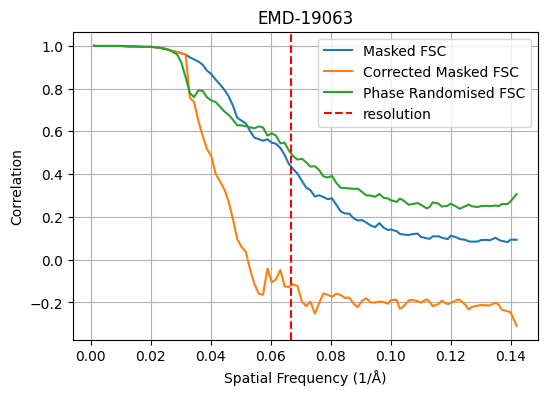 EMD-19063
Masked FSC
Corrected Masked FSC
Phase Randomised FSC
resolution
Correlation
1.0
0.8
0.6
0.4
0.2
0.0
−0.2
0.00 0.02 0.04 0.06 0.08 0.10 0.12 0.14
Spatial Frequency (1/Å)